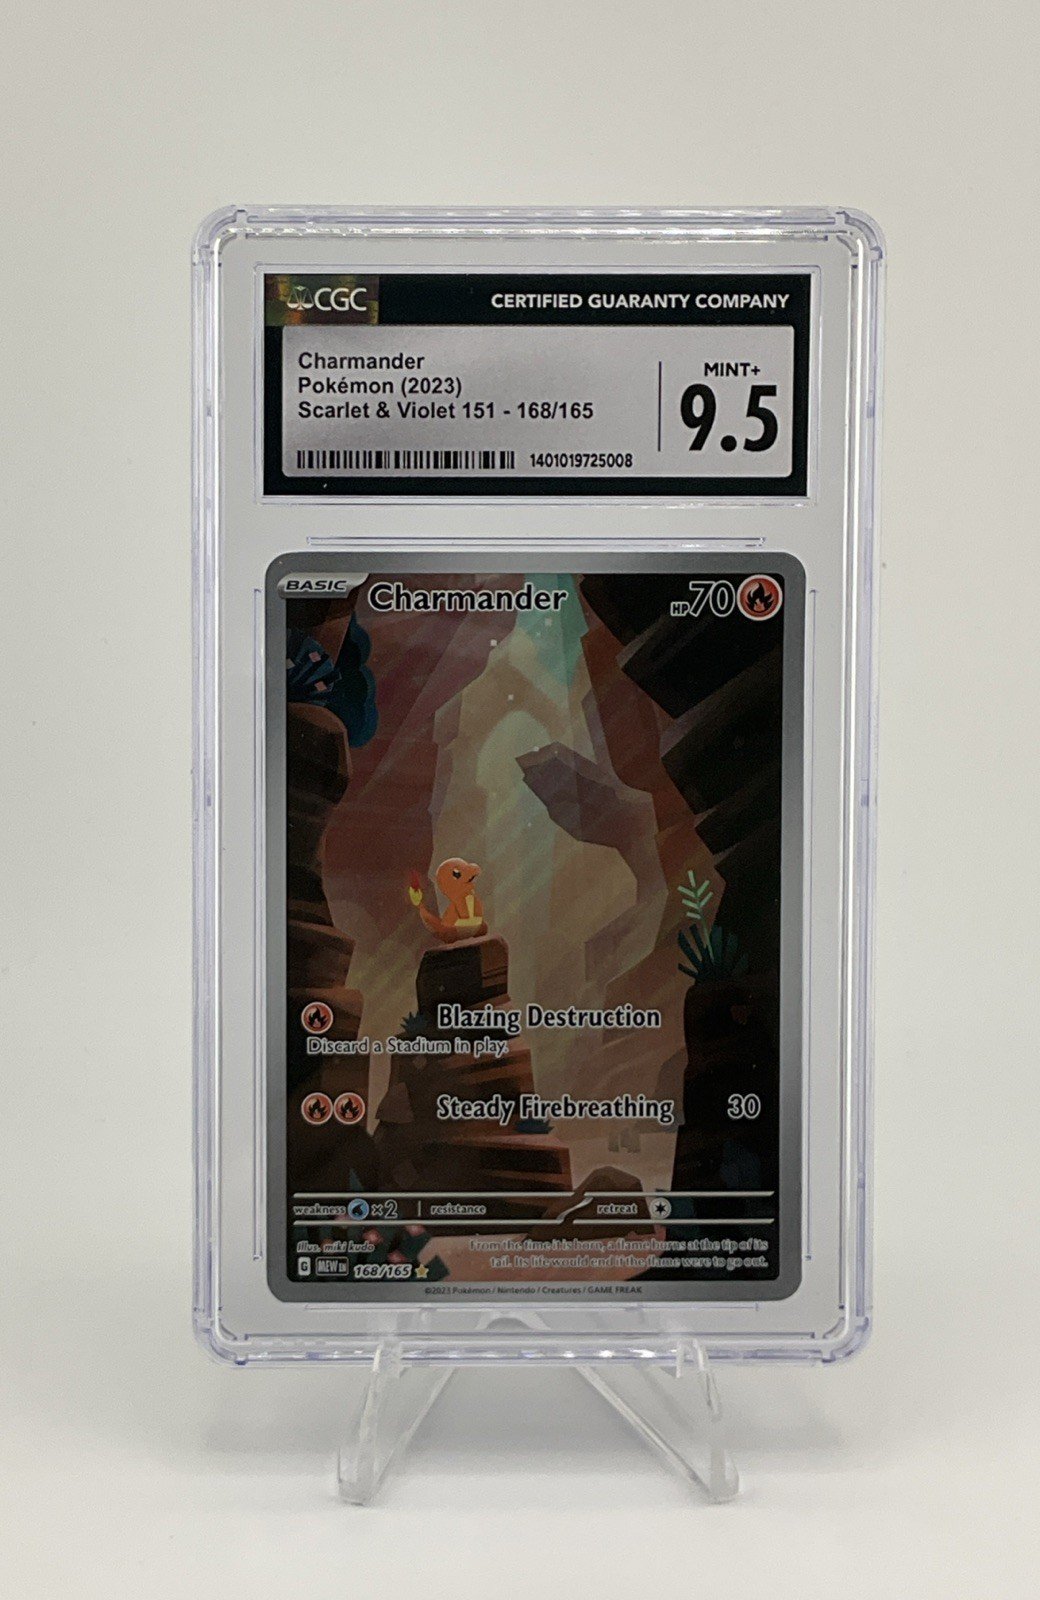 CGC
CERTIFIED GUARANTY COMPANY
Charmander
Pokémon (2023)
Scarlet & Violet 151 - 168/165
MINT+
9.5
1401019725008
BASIC
Charmander
HP 70
Blazing Destruction
Discard a Stadium in play.
Steady Firebreathing 30
weakness ×2 resistance retreat
Illus. miki kudo
From the time it is born, a flame burns at the tip of its
tail. Its life would end if the flame were to go out.
G MEW EN 168/165
©2023 Pokémon / Nintendo / Creatures / GAME FREAK